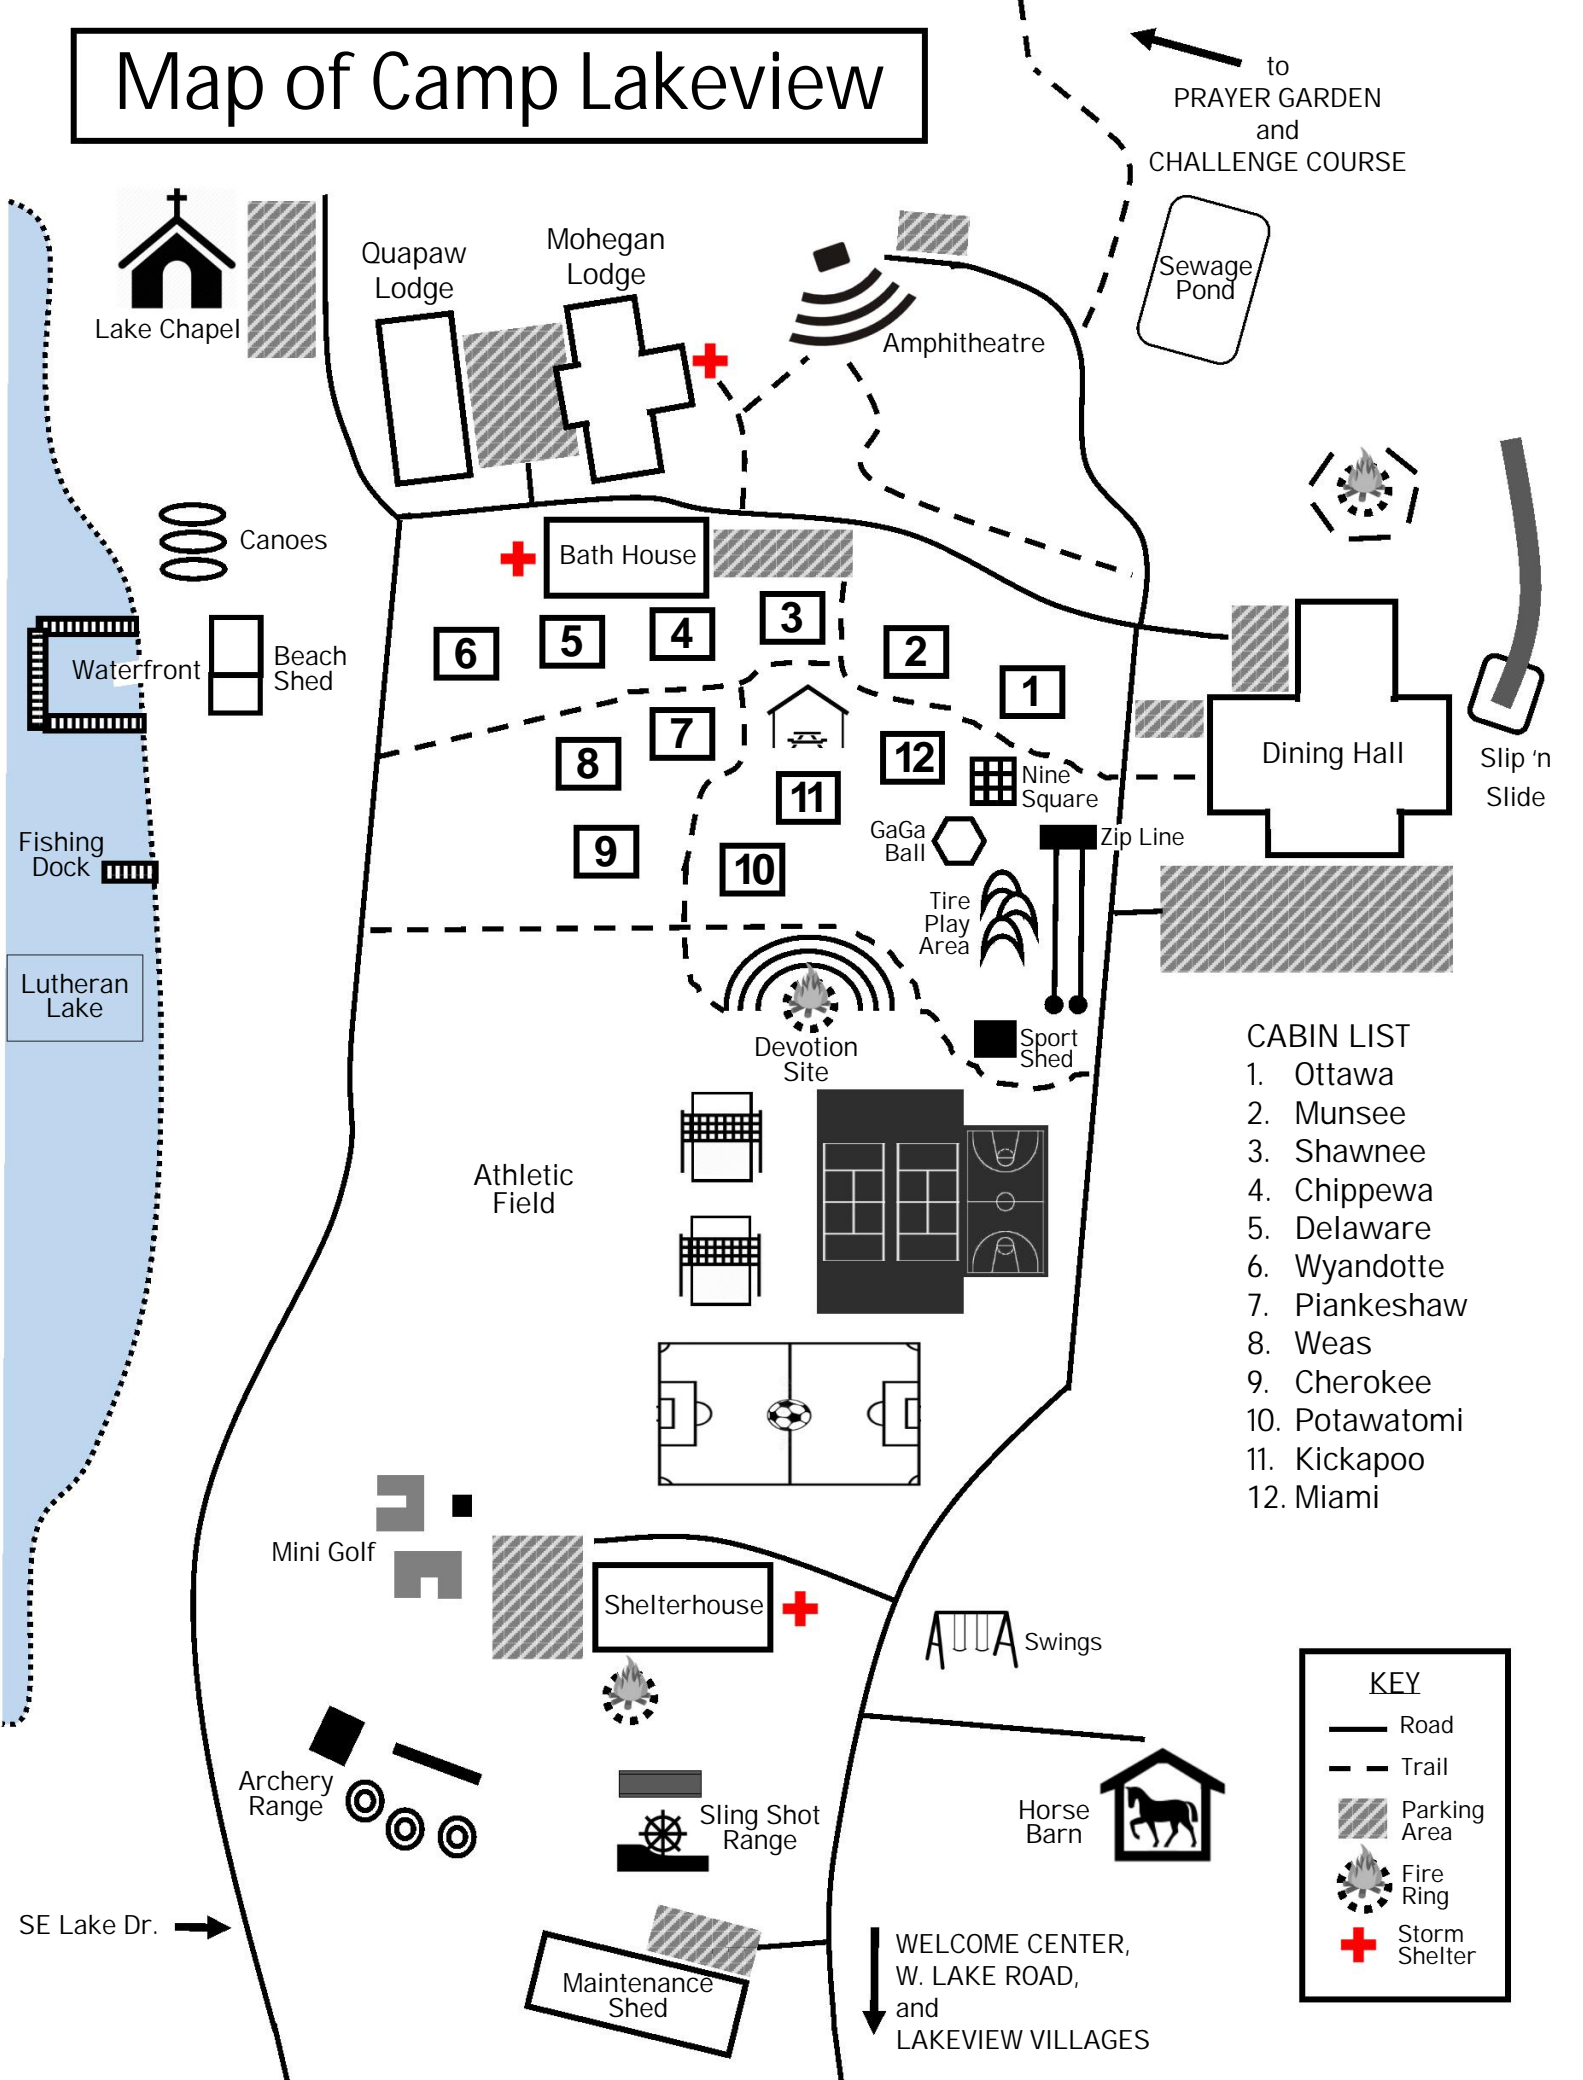 Map of Camp Lakeview
to
PRAYER GARDEN
and
CHALLENGE COURSE
Sewage
Pond
Quapaw
Lodge
Mohegan
Lodge
Lake Chapel
Amphitheatre
Canoes
Bath House
Waterfront
Beach
Shed
3
4
5
6
2
1
7
8
12
11
9
10
Nine
Square
GaGa
Ball
Zip Line
Dining Hall
Slip 'n
Slide
Fishing
Dock
Tire
Play
Area
Lutheran
Lake
Devotion
Site
Sport
Shed
CABIN LIST
1. Ottawa
2. Munsee
3. Shawnee
4. Chippewa
5. Delaware
6. Wyandotte
7. Piankeshaw
8. Weas
9. Cherokee
10. Potawatomi
11. Kickapoo
12. Miami
Athletic
Field
Mini Golf
Shelterhouse
Swings
Archery
Range
Sling Shot
Range
Horse
Barn
KEY
Road
Trail
Parking
Area
Fire
Ring
Storm
Shelter
SE Lake Dr.
Maintenance
Shed
WELCOME CENTER,
W. LAKE ROAD,
and
LAKEVIEW VILLAGES